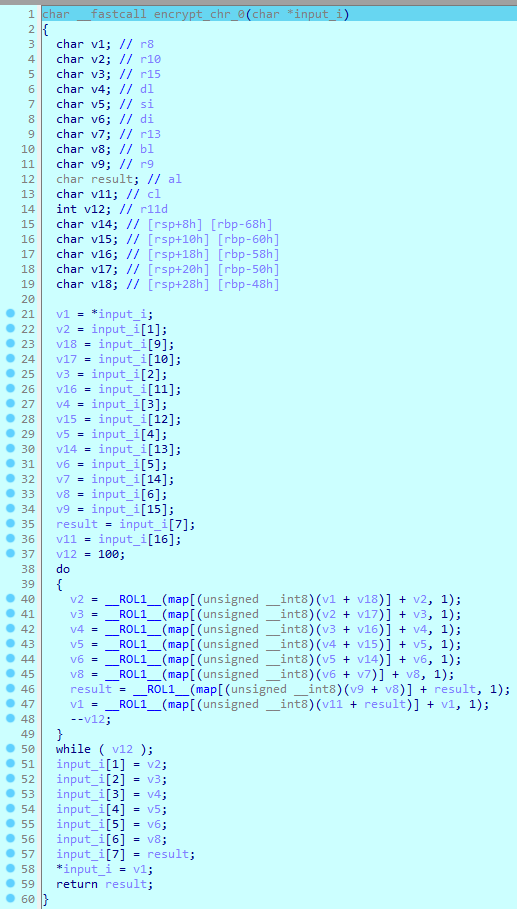 1 char __fastcall encrypt_chr_0(char *input_i)
2 {
3 char v1; // r8
4 char v2; // r10
5 char v3; // r15
6 char v4; // dl
7 char v5; // si
8 char v6; // di
9 char v7; // r13
10 char v8; // bl
11 char v9; // r9
12 char result; // al
13 char v11; // cl
14 int v12; // r11d
15 char v14; // [rsp+8h] [rbp-68h]
16 char v15; // [rsp+10h] [rbp-60h]
17 char v16; // [rsp+18h] [rbp-58h]
18 char v17; // [rsp+20h] [rbp-50h]
19 char v18; // [rsp+28h] [rbp-48h]
20
21 v1 = *input_i;
22 v2 = input_i[1];
23 v18 = input_i[9];
24 v17 = input_i[10];
25 v3 = input_i[2];
26 v16 = input_i[11];
27 v4 = input_i[3];
28 v15 = input_i[12];
29 v5 = input_i[4];
30 v14 = input_i[13];
31 v6 = input_i[5];
32 v7 = input_i[14];
33 v8 = input_i[6];
34 v9 = input_i[15];
35 result = input_i[7];
36 v11 = input_i[16];
37 v12 = 100;
38 do
39 {
40 v2 = __ROL1__(map[(unsigned __int8)(v1 + v18)] + v2, 1);
41 v3 = __ROL1__(map[(unsigned __int8)(v2 + v17)] + v3, 1);
42 v4 = __ROL1__(map[(unsigned __int8)(v3 + v16)] + v4, 1);
43 v5 = __ROL1__(map[(unsigned __int8)(v4 + v15)] + v5, 1);
44 v6 = __ROL1__(map[(unsigned __int8)(v5 + v14)] + v6, 1);
45 v8 = __ROL1__(map[(unsigned __int8)(v6 + v7)] + v8, 1);
46 result = __ROL1__(map[(unsigned __int8)(v9 + v8)] + result, 1);
47 v1 = __ROL1__(map[(unsigned __int8)(v11 + result)] + v1, 1);
48 --v12;
49 }
50 while ( v12 );
51 input_i[1] = v2;
52 input_i[2] = v3;
53 input_i[3] = v4;
54 input_i[4] = v5;
55 input_i[5] = v6;
56 input_i[6] = v8;
57 input_i[7] = result;
58 *input_i = v1;
59 return result;
60 }